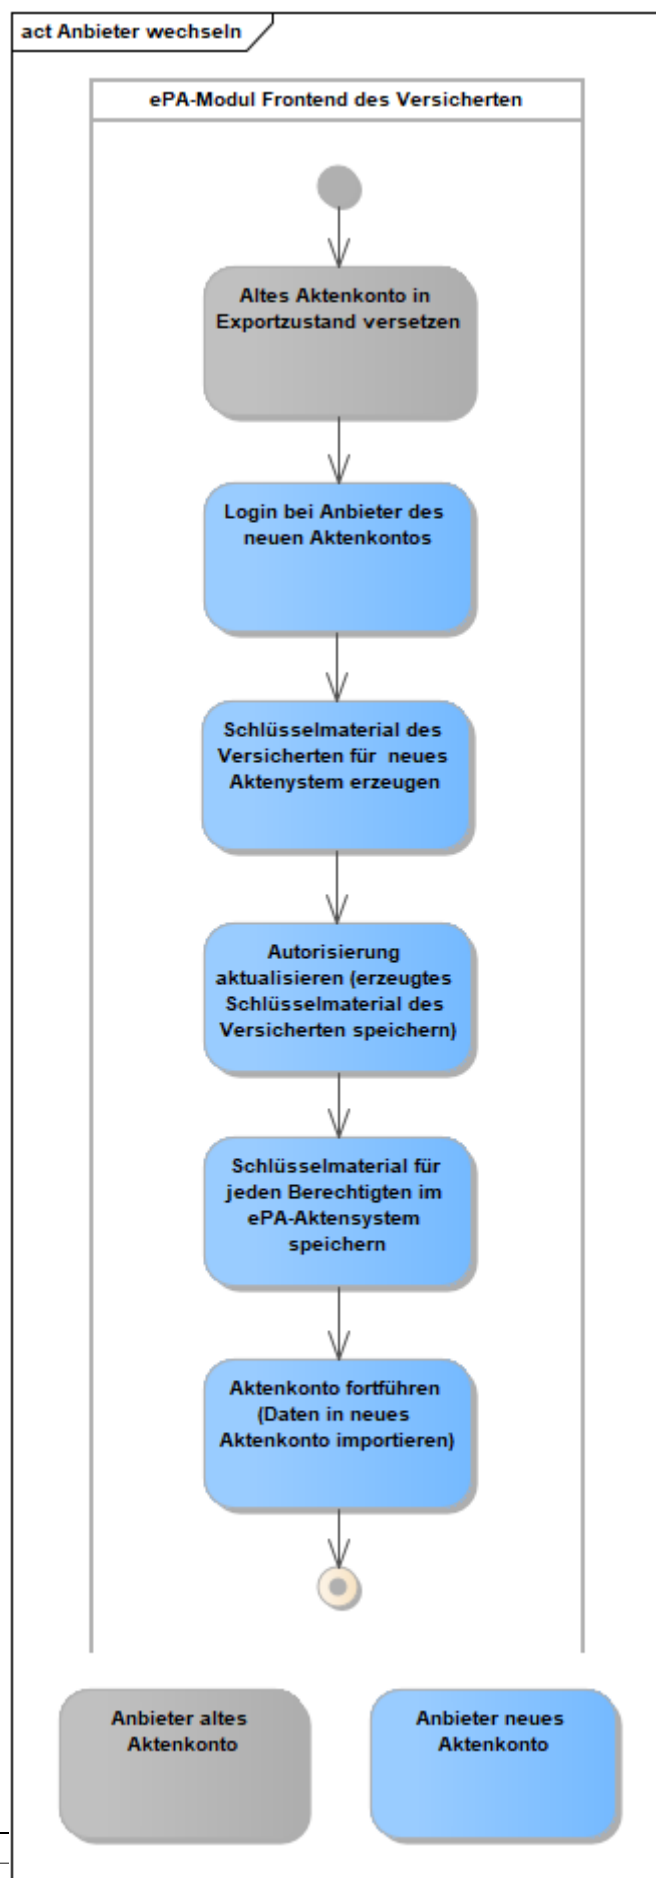 act Anbieter wechseln
ePA-Modul Frontend des Versicherten
Altes Aktenkonto in
Exportzustand versetzen
Login bei Anbieter des
neuen Aktenkontos
Schlüsselmaterial des
Versicherten für  neues
Aktenystem erzeugen
Autorisierung
aktualisieren (erzeugtes
Schlüsselmaterial des
Versicherten speichern)
Schlüsselmaterial für
jeden Berechtigten im
ePA-Aktensystem
speichern
Aktenkonto fortführen
(Daten in neues
Aktenkonto importieren)
Anbieter altes
Aktenkonto
Anbieter neues
Aktenkonto